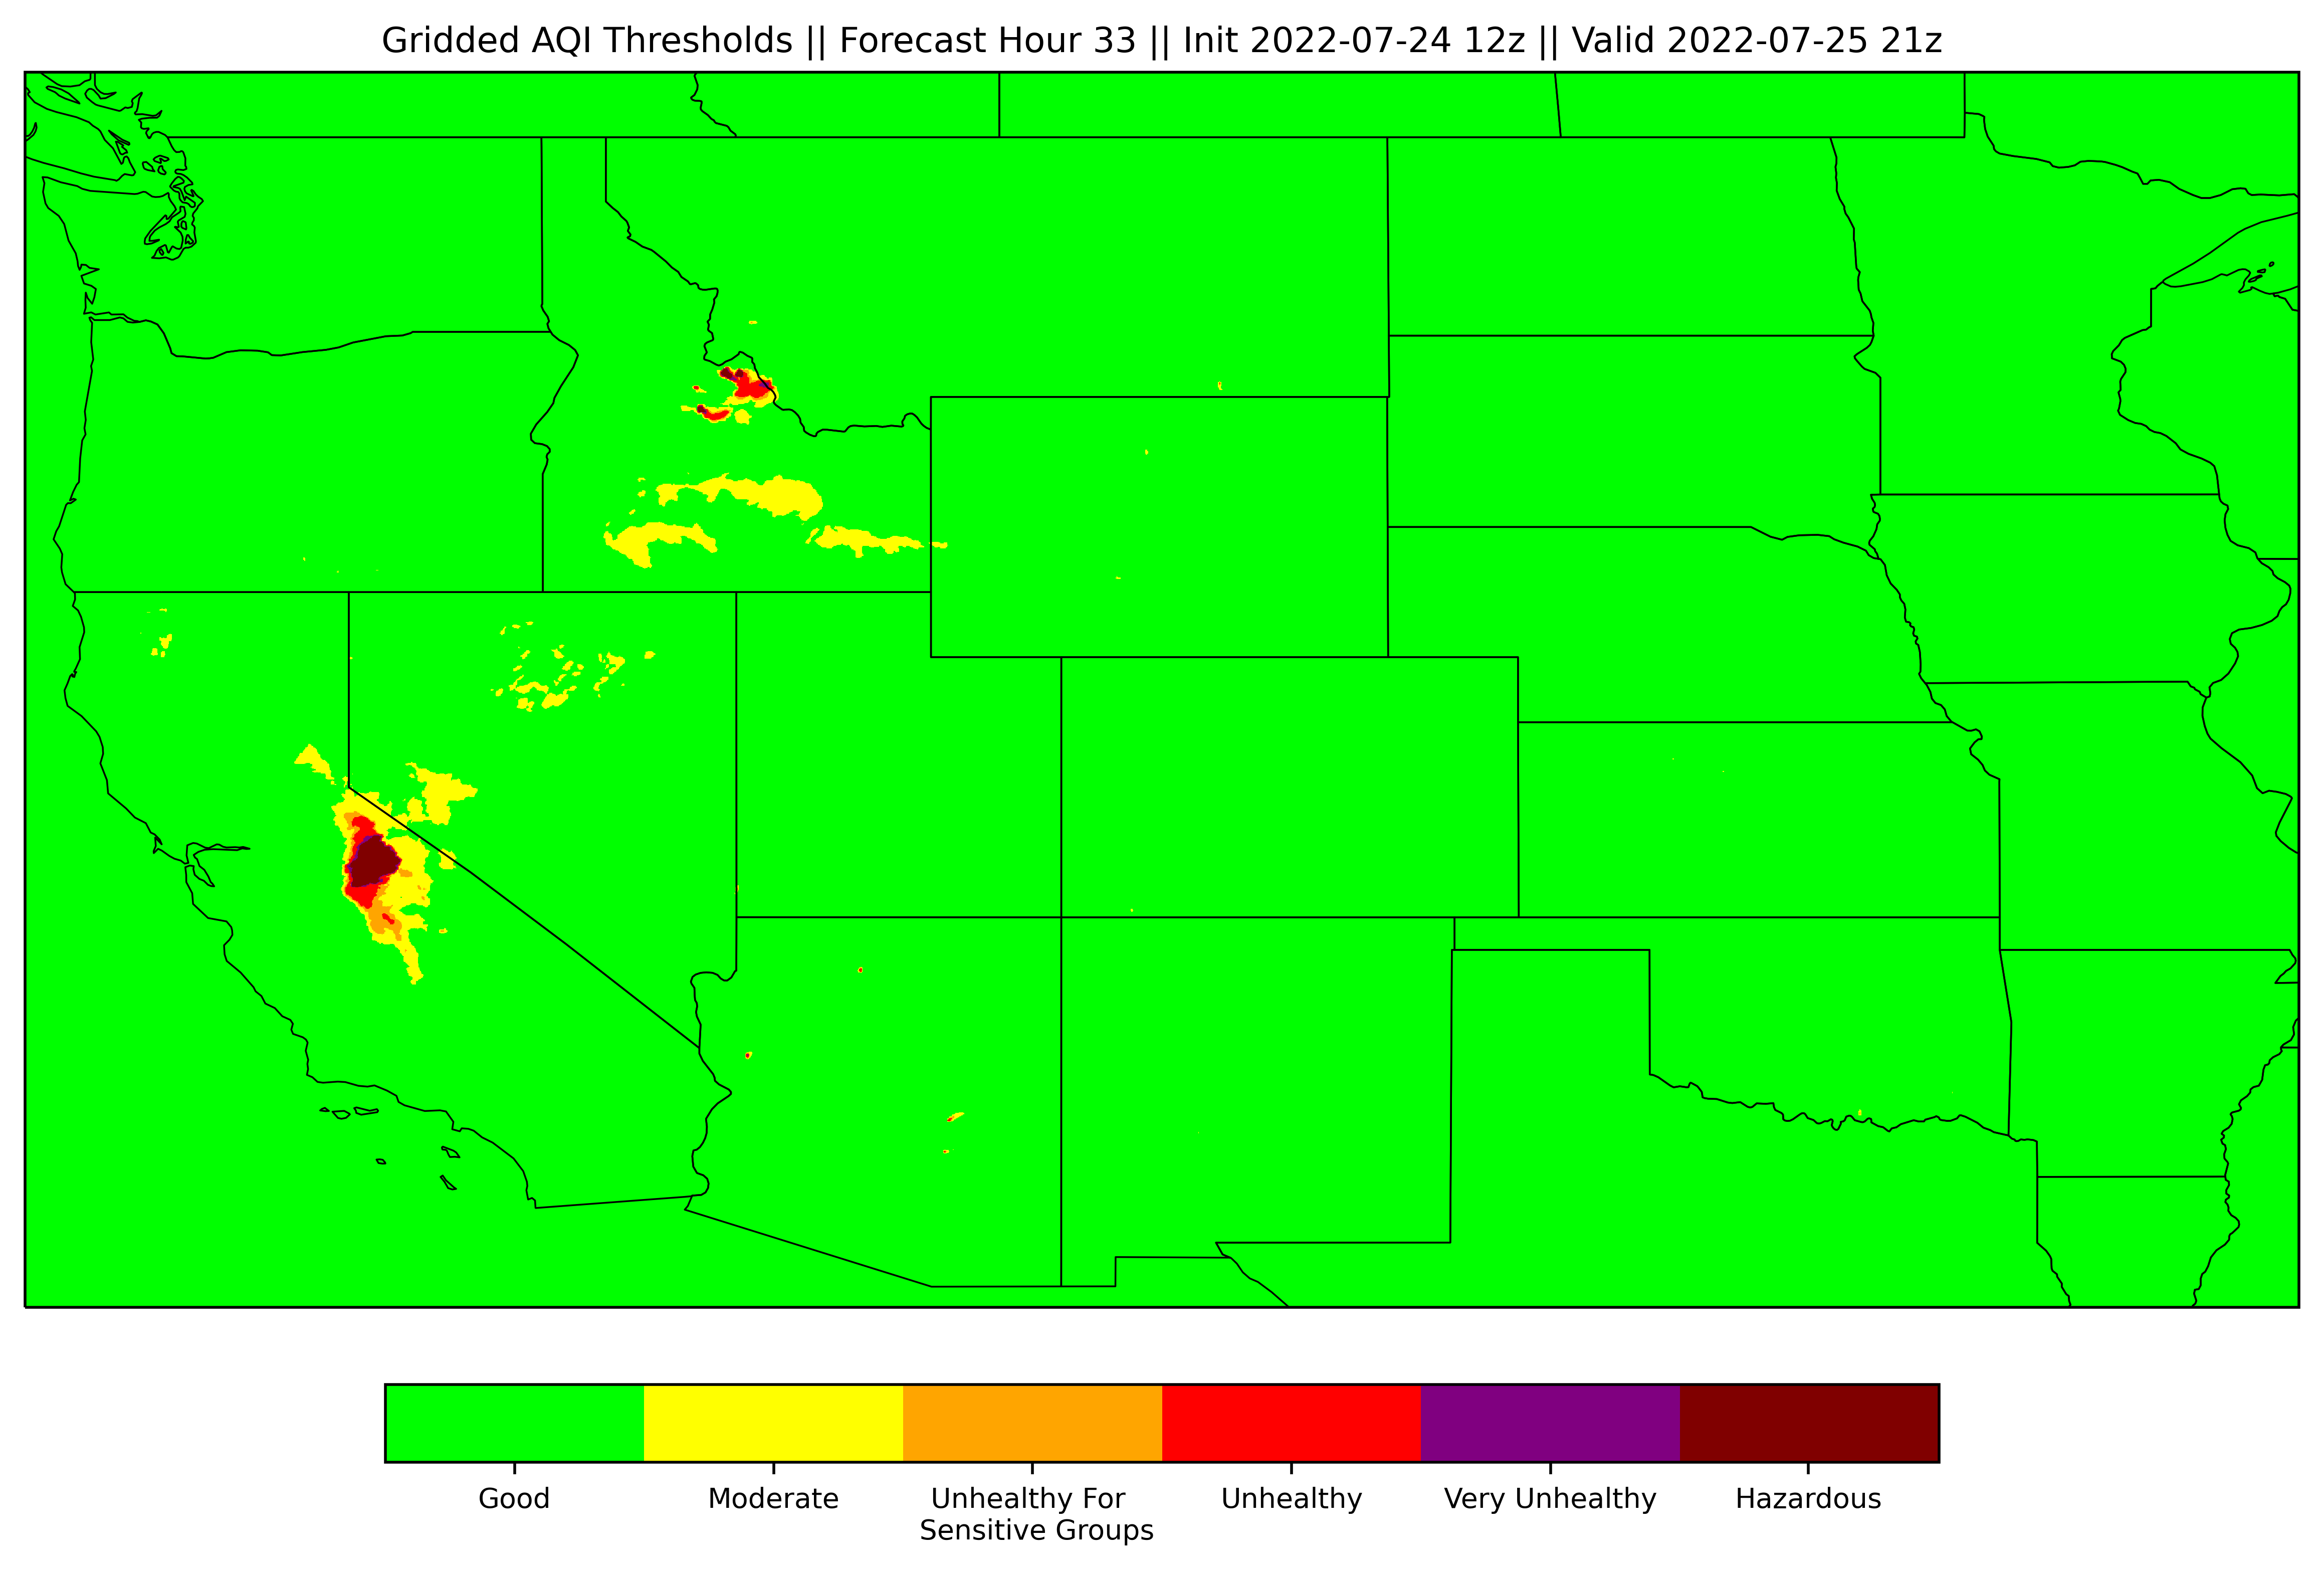 Gridded AQI Thresholds || Forecast Hour 33 || Init 2022-07-24 12z || Valid 2022-07-25 21z
Good
Moderate
Unhealthy For
Sensitive Groups
Unhealthy
Very Unhealthy
Hazardous